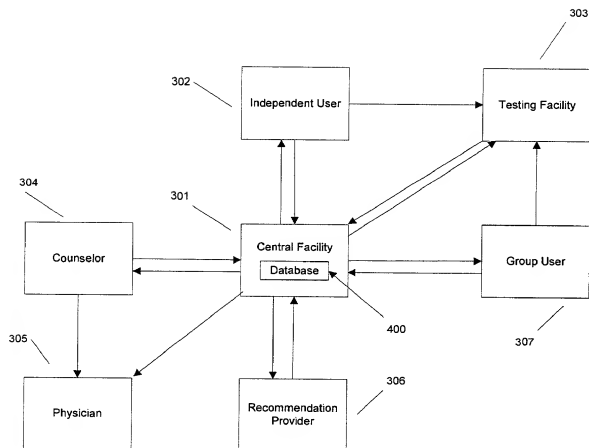 303
302
Independent User
Testing Facility
304
301
Counselor
Central Facility
Database
Group User
400
305
307
306
Physician
Recommendation
Provider